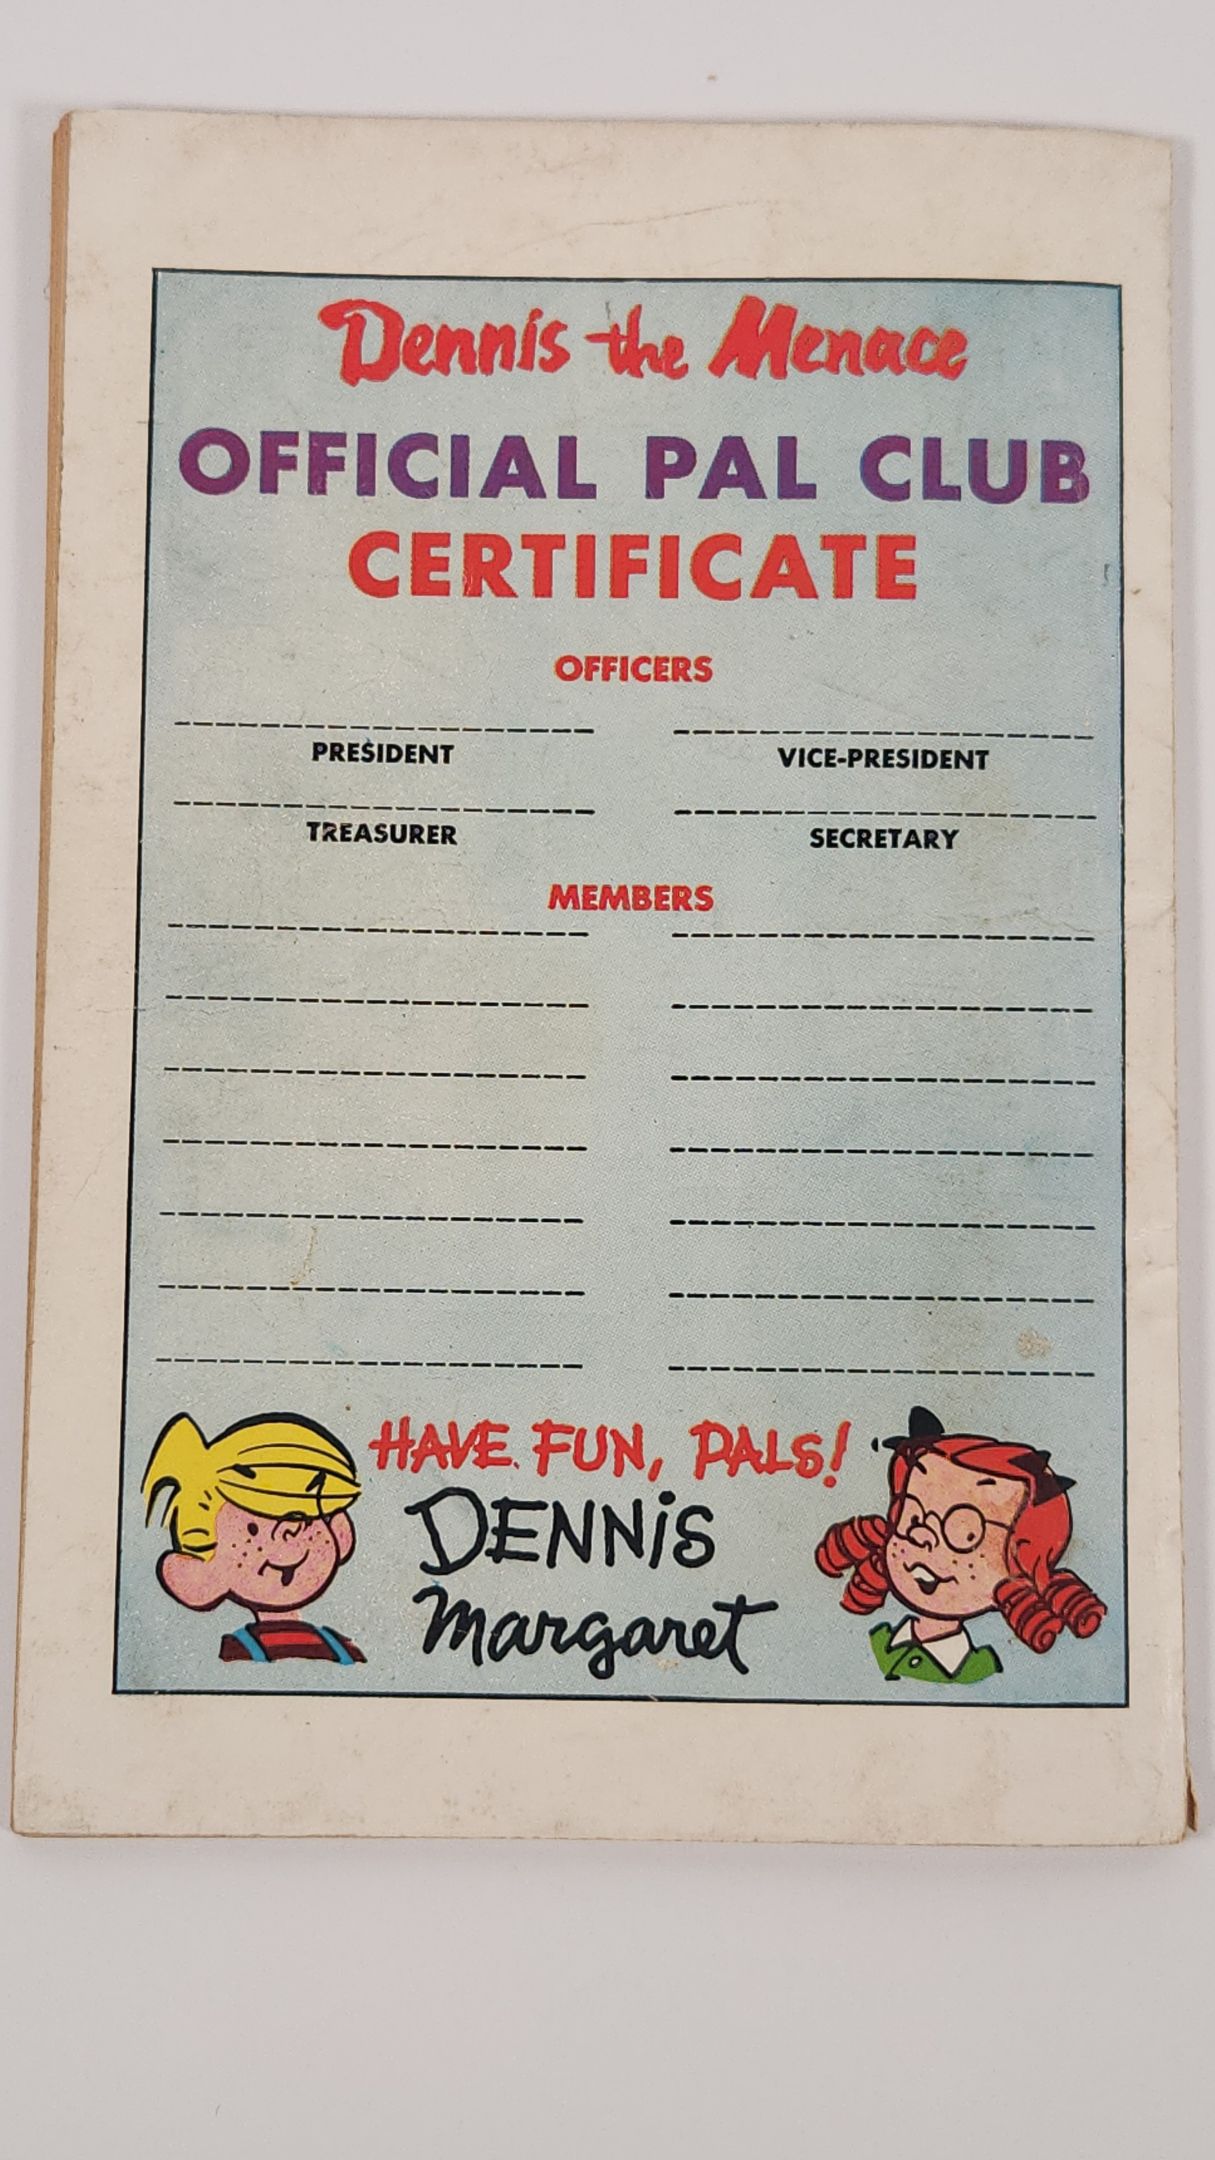 Dennis the Menace
OFFICIAL PAL CLUB
CERTIFICATE
OFFICERS
PRESIDENT VICE-PRESIDENT
TREASURER SECRETARY
MEMBERS
HAVE FUN, PALS!
DENNIS
Margaret